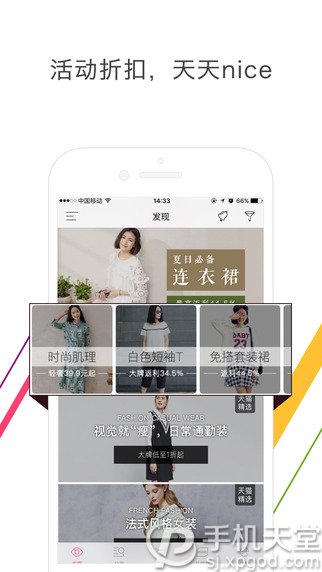 活动折扣，天天nice
中国移动
14:33
66%
发现
夏日必备
连衣裙
最高返利44.5%
时尚肌理
轻奢39.9元起
白色短袖T
大牌返利34.5%
免搭套装裙
返利44.5%
FASHION CASUAL WEAR
视觉就“瘦”，日常通勤装
大牌低至1折起
天猫
精选
FRENCH FASHION
法式风格女装
天猫
精选
手机天堂
sj.xpgod.com